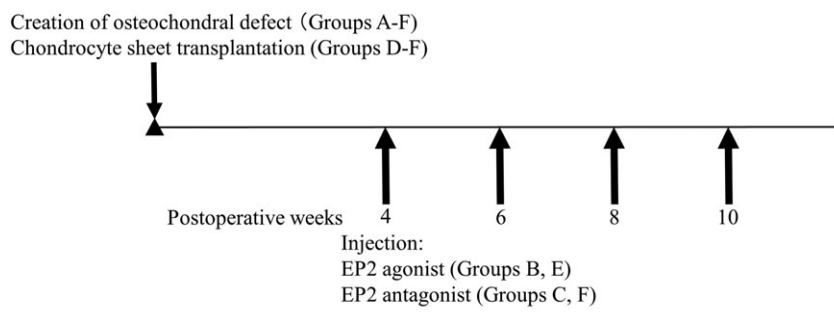 Creation of osteochondral defect（Groups A-F)
Chondrocyte sheet transplantation (Groups D-F)
Postoperative weeks 4 6 8 10
Injection:
EP2 agonist (Groups B, E)
EP2 antagonist (Groups C, F)